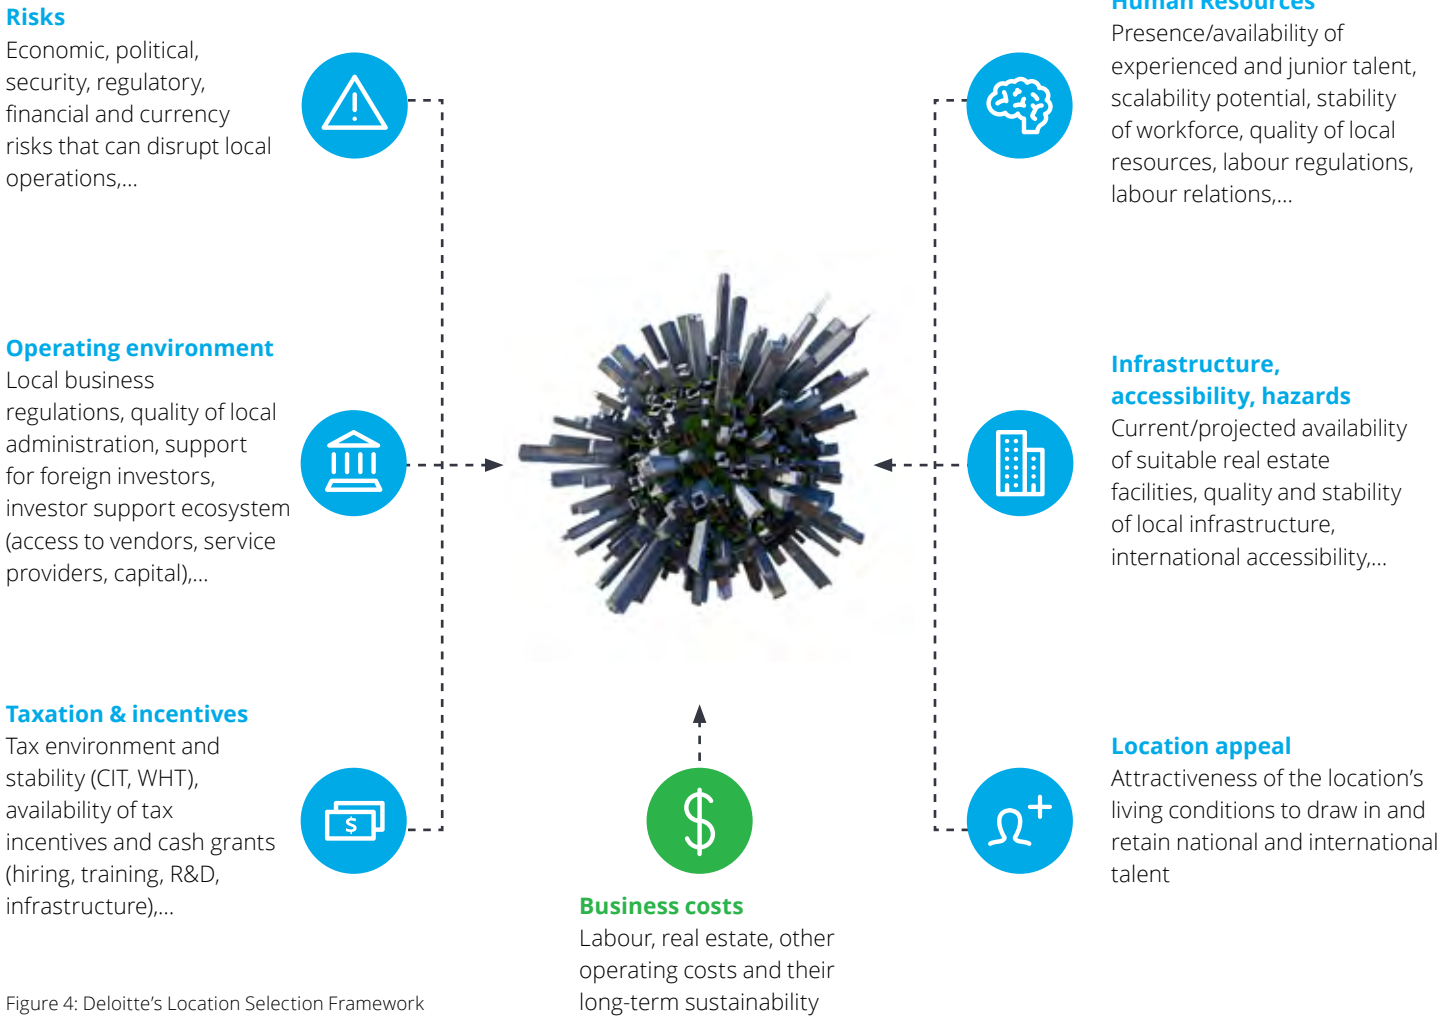 Risks
Economic, political,
security, regulatory,
financial and currency
risks that can disrupt local
operations,...
Operating environment
Local business
regulations, quality of local
administration, support
for foreign investors,
investor support ecosystem
(access to vendors, service
providers, capital),...
Taxation & incentives
Tax environment and
stability (CIT, WHT),
availability of tax
incentives and cash grants
(hiring, training, R&D,
infrastructure),...
$
Human Resources
Presence/availability of
experienced and junior talent,
scalability potential, stability
of workforce, quality of local
resources, labour regulations,
labour relations,...
Infrastructure,
accessibility, hazards
Current/projected availability
of suitable real estate
facilities, quality and stability
of local infrastructure,
international accessibility,...
Location appeal
Attractiveness of the location's
living conditions to draw in and
retain national and international
talent
$
Business costs
Labour, real estate, other
operating costs and their
long-term sustainability
Figure 4: Deloitte's Location Selection Framework